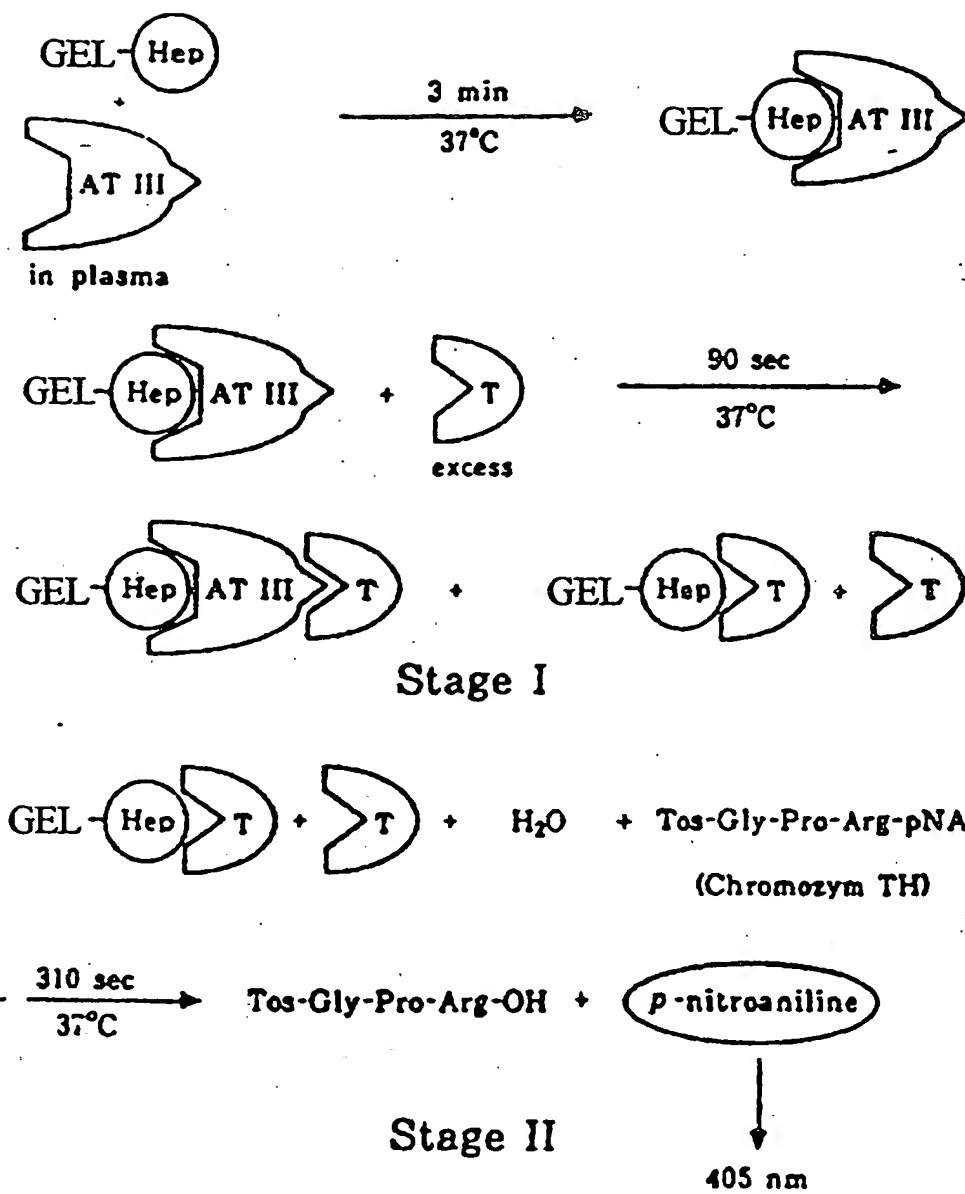 GEL-Hep
+
AT III
in plasma
3 min
37°C
GEL-Hep AT III
GEL-Hep AT III + T
excess
90 sec
37°C
GEL-Hep AT III T + GEL-Hep T + T
Stage I
GEL-Hep T + T + H₂O + Tos-Gly-Pro-Arg-pNA
(Chromozym TH)
310 sec
37°C
Tos-Gly-Pro-Arg-OH + p-nitroaniline
Stage II
405 nm